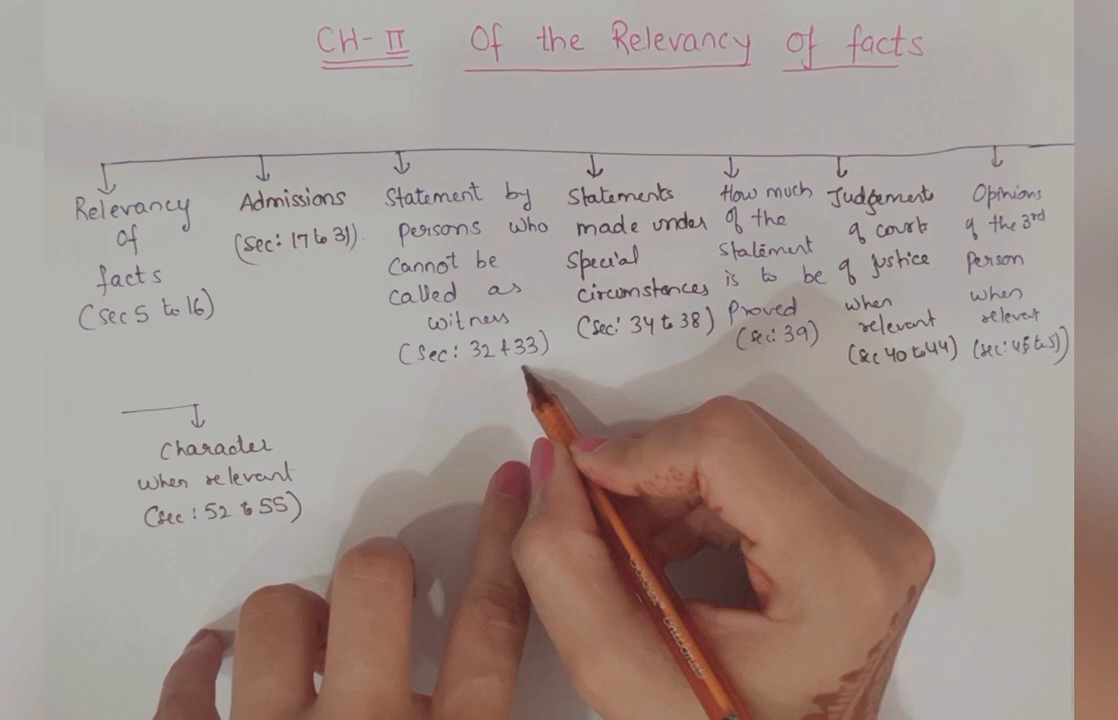 CH-II Of the Relevancy of facts
Relevancy
Of
facts
(Sec 5 to 16)
Admissions
(Sec: 17 to 31)
Statement by
persons who
Cannot be
called as
witness
(Sec: 32 + 33)
Statements
made under
Special
circumstances
(Sec: 34 to 38)
How much
of the
Statement
is to be
Proved
(Sec: 39)
Judgements
of courts
of justice
when
relevant
(Sec 40 to 44)
Opinions
of the 3rd
Person
when
(Sec: 45 to
Character
when relevant
(Sec: 52 to 55)